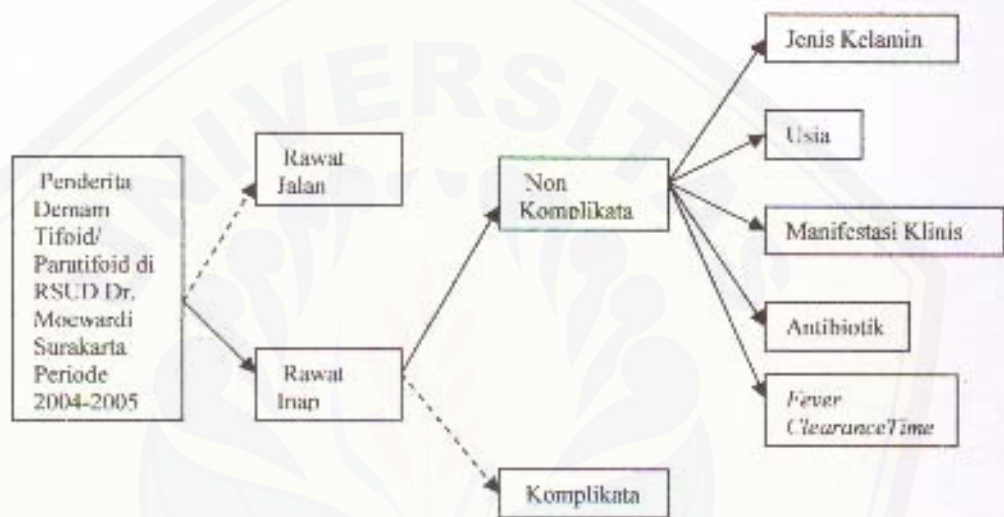 Penderita
Demam
Tifoid/
Paratifoid di
RSUD Dr.
Moewardi
Surakarta
Periode
2004-2005
Rawat
Jalan
Rawat
Inap
Non
Komplikata
Komplikata
Jenis Kelamin
Usia
Manifestasi Klinis
Antibiotik
Fever
ClearanceTime
UNIVERSITAS